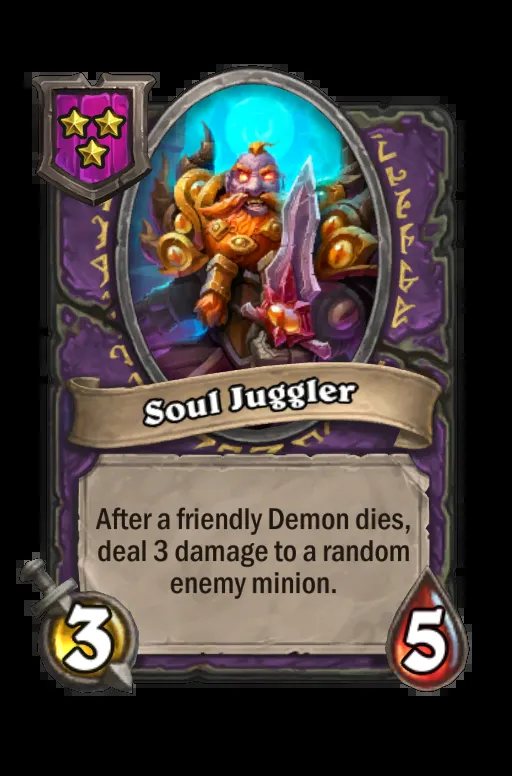 Soul Juggler
After a friendly Demon dies,
deal 3 damage to a random
enemy minion.
3
5